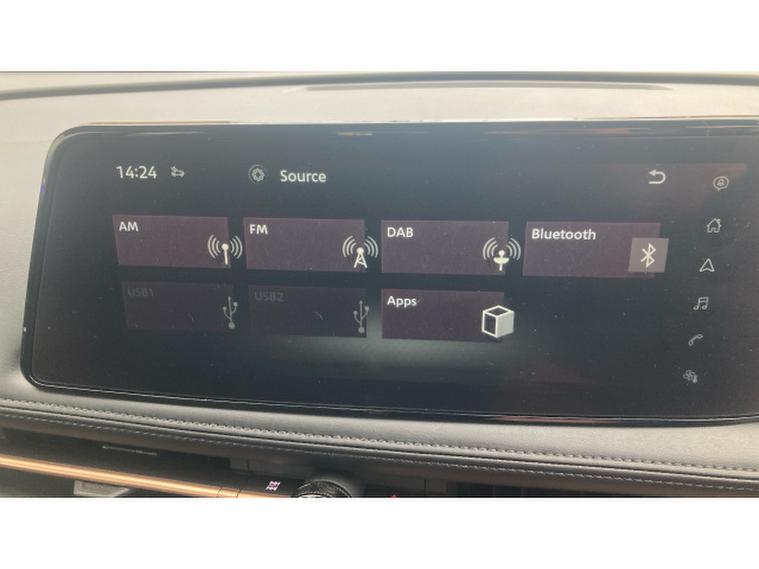 14:24 Source
AM FM DAB Bluetooth
USB1 USB2 Apps